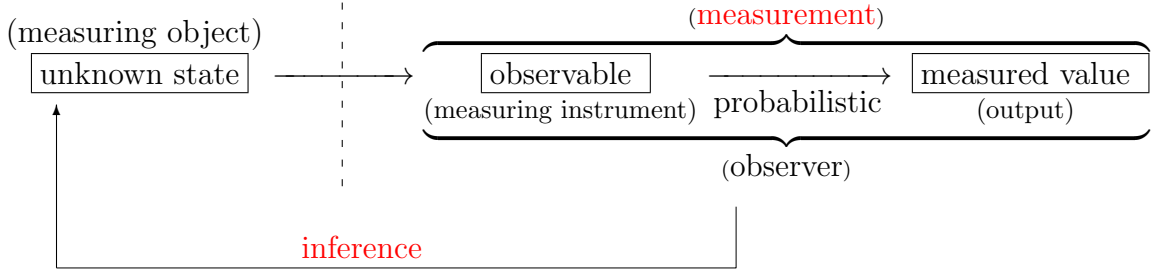 (measurement)
(measuring object)
unknown state
observable
measured value
probabilistic
(measuring instrument)
(output)
(observer)
inference